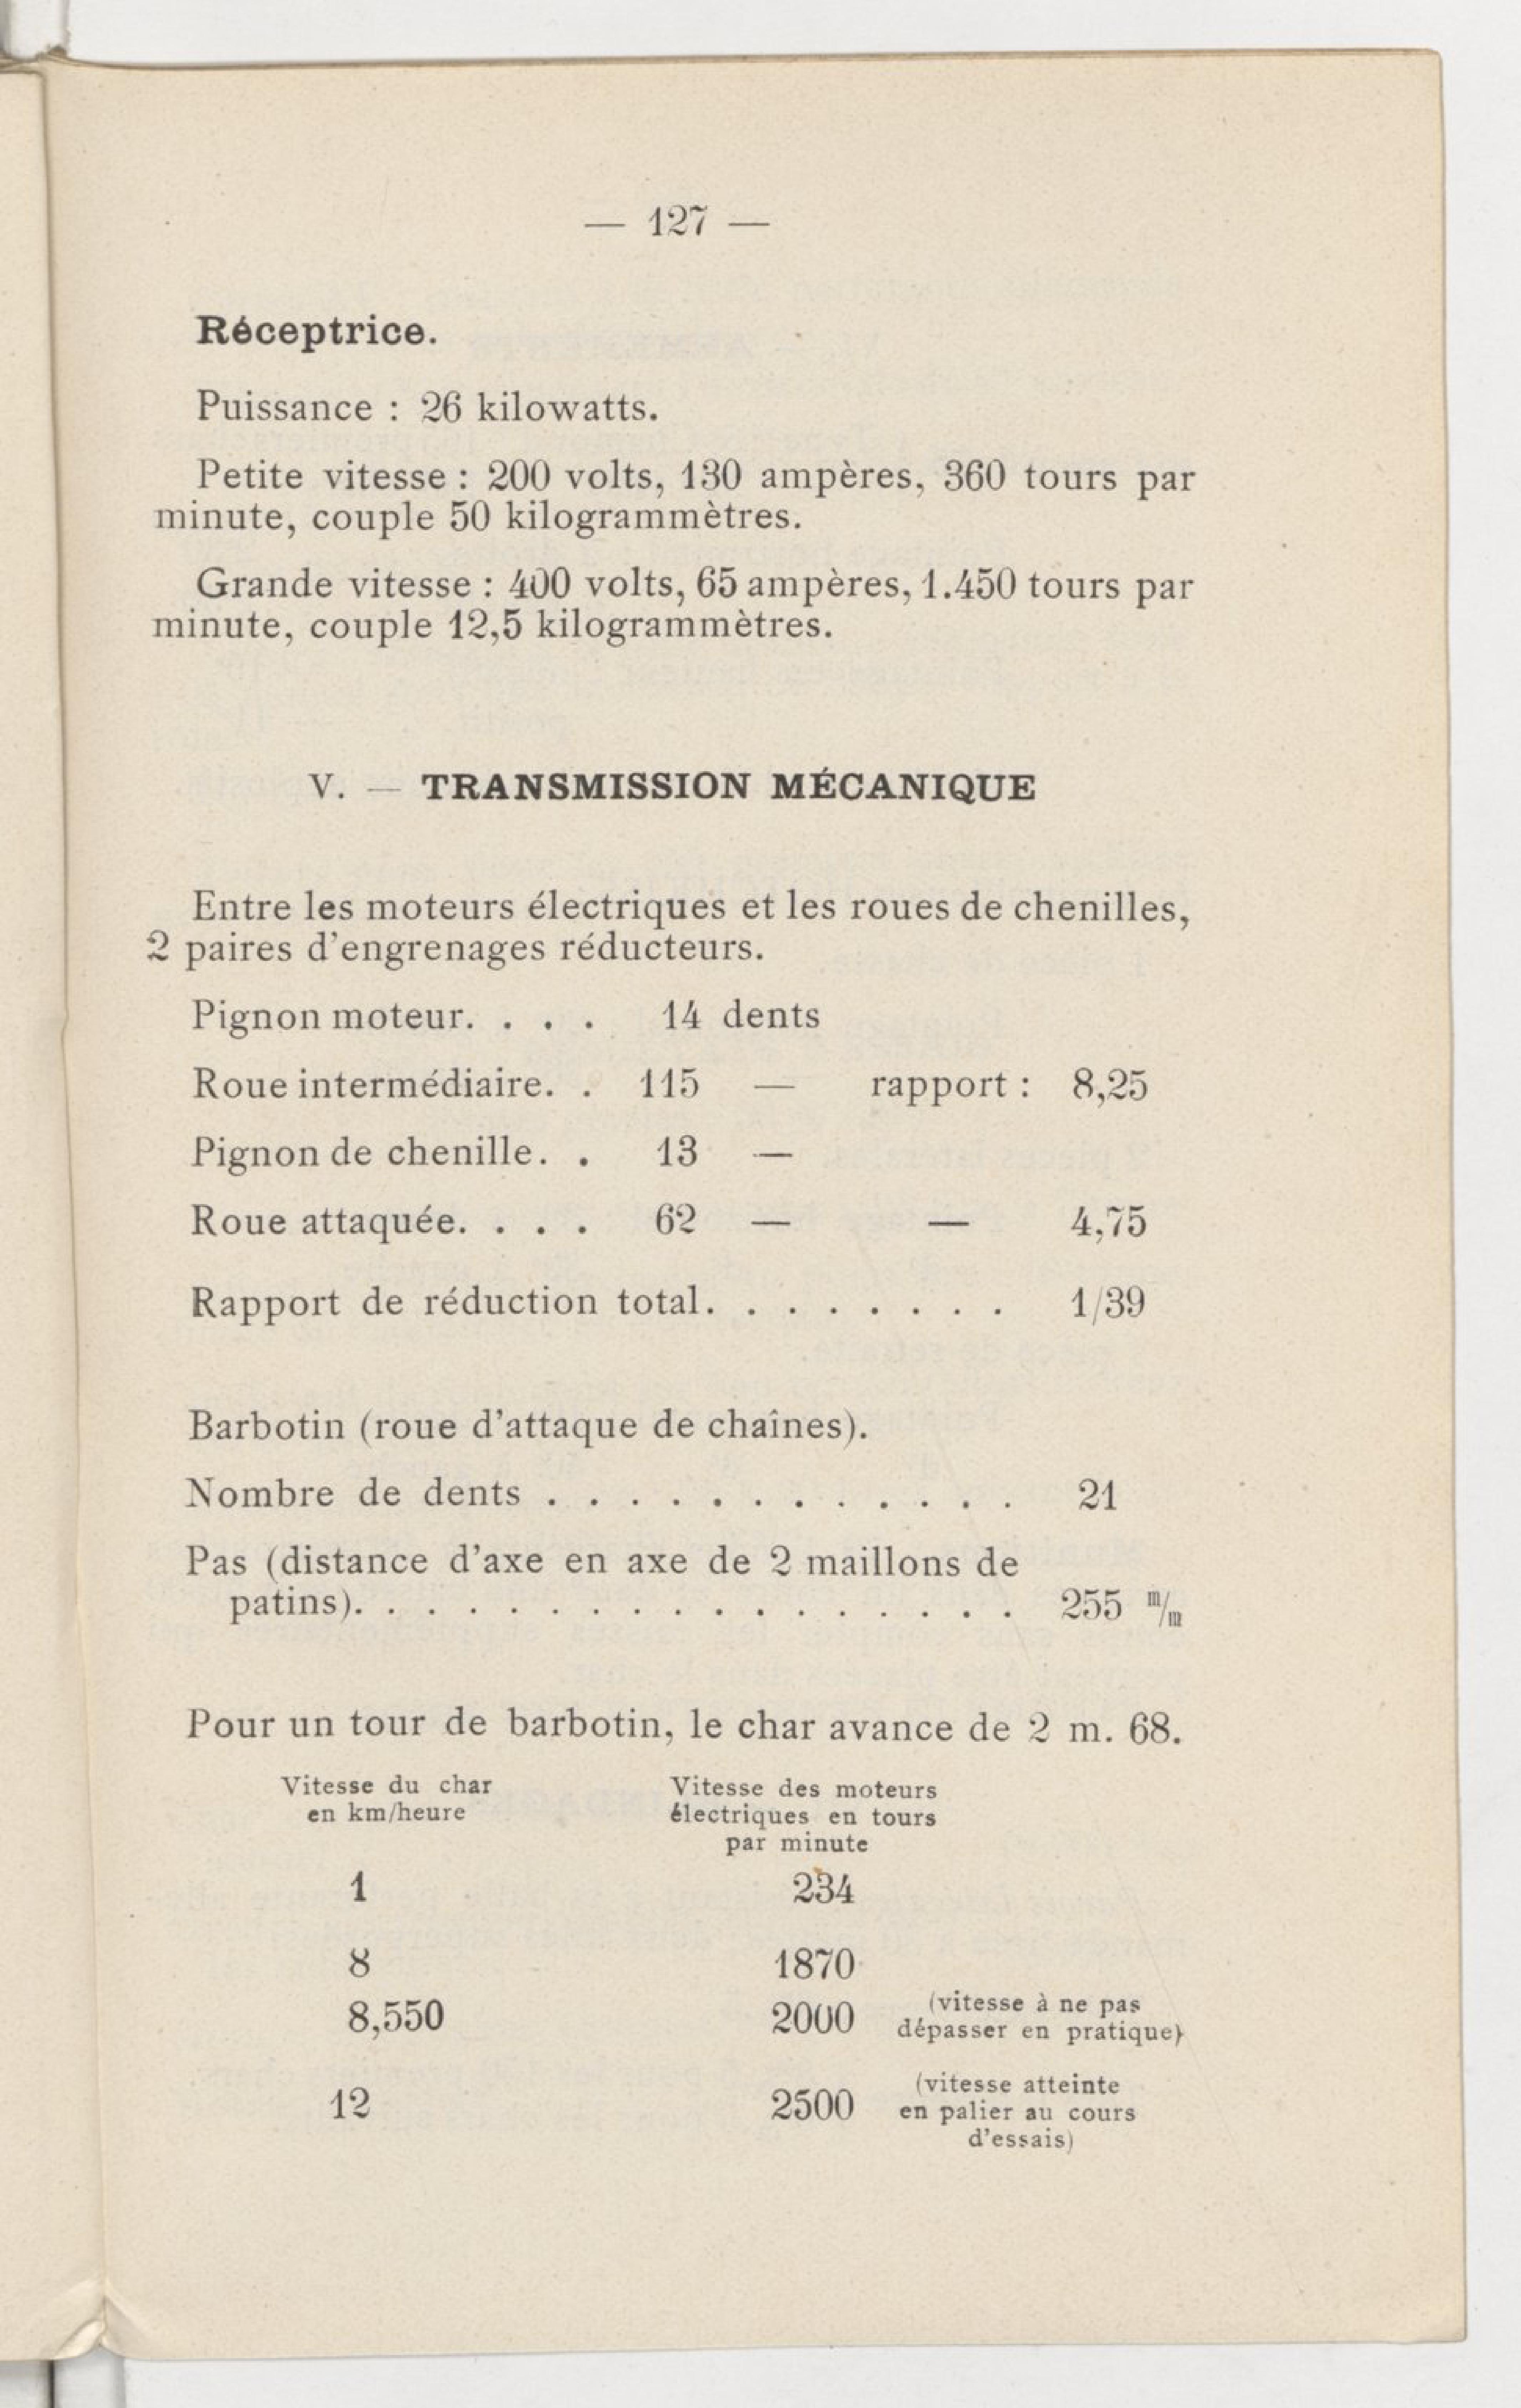 — 127 —
Réceptrice.
Puissance : 26 kilowatts.
Petite vitesse : 200 volts, 130 ampères, 360 tours par
minute, couple 50 kilogrammètres.
Grande vitesse : 400 volts, 65 ampères, 1.450 tours par
minute, couple 12,5 kilogrammètres.
V. — TRANSMISSION MÉCANIQUE
Entre les moteurs électriques et les roues de chenilles,
2 paires d'engrenages réducteurs.
Pignon moteur. . . . 14 dents
Roue intermédiaire. . 115 — rapport : 8,25
Pignon de chenille. . 13 —
Roue attaquée. . . . 62 — — 4,75
Rapport de réduction total. . . . . . . . 1/39
Barbotin (roue d'attaque de chaînes).
Nombre de dents . . . . . . . . . . . . 21
Pas (distance d'axe en axe de 2 maillons de
patins). . . . . . . . . . . . . . . . . 255 m/m
Pour un tour de barbotin, le char avance de 2 m. 68.
Vitesse du char Vitesse des moteurs
en km/heure électriques en tours
par minute
1 234
8 1870
8,550 2000 (vitesse à ne pas
dépasser en pratique)
12 2500 (vitesse atteinte
en palier au cours
d'essais)